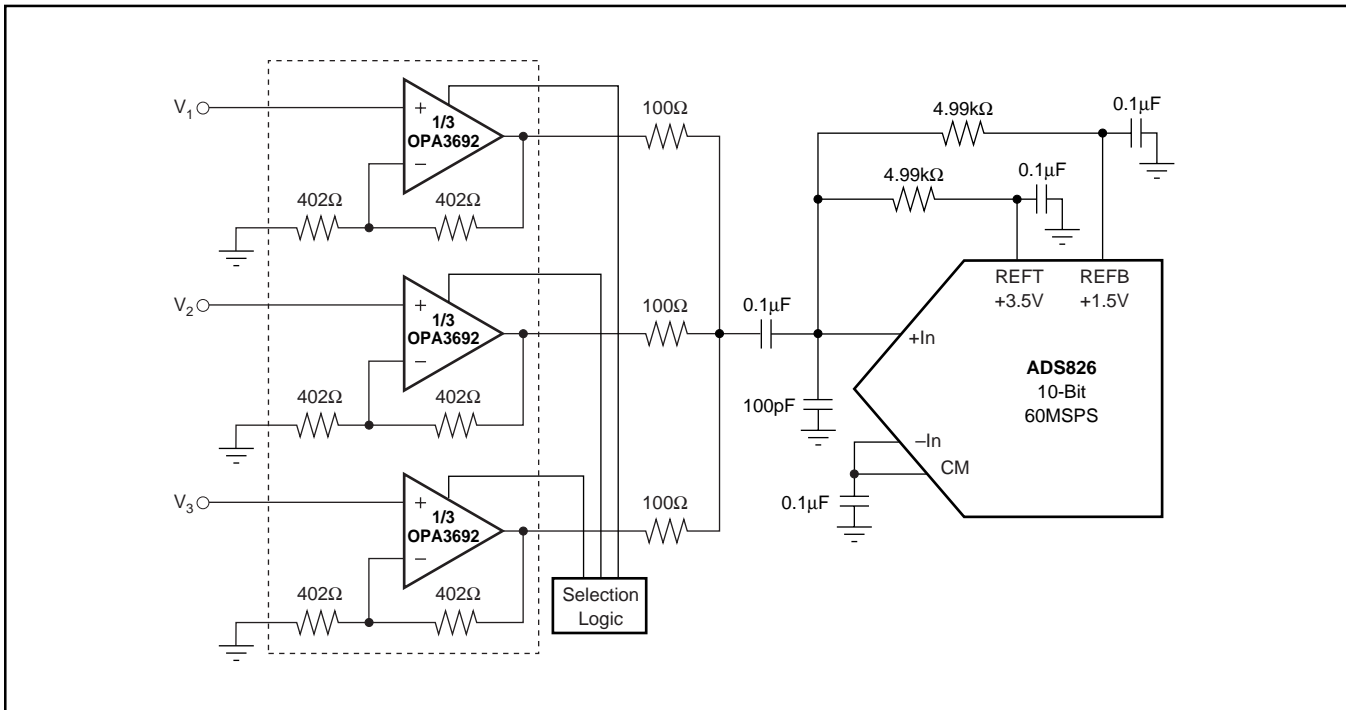 V1
+
1/3
OPA3692
−
402Ω
402Ω
100Ω
V2
+
1/3
OPA3692
−
402Ω
402Ω
100Ω
V3
+
1/3
OPA3692
−
402Ω
402Ω
100Ω
Selection
Logic
0.1μF
100pF
4.99kΩ
0.1μF
4.99kΩ
0.1μF
REFT
+3.5V
REFB
+1.5V
+In
ADS826
10-Bit
60MSPS
–In
CM
0.1μF